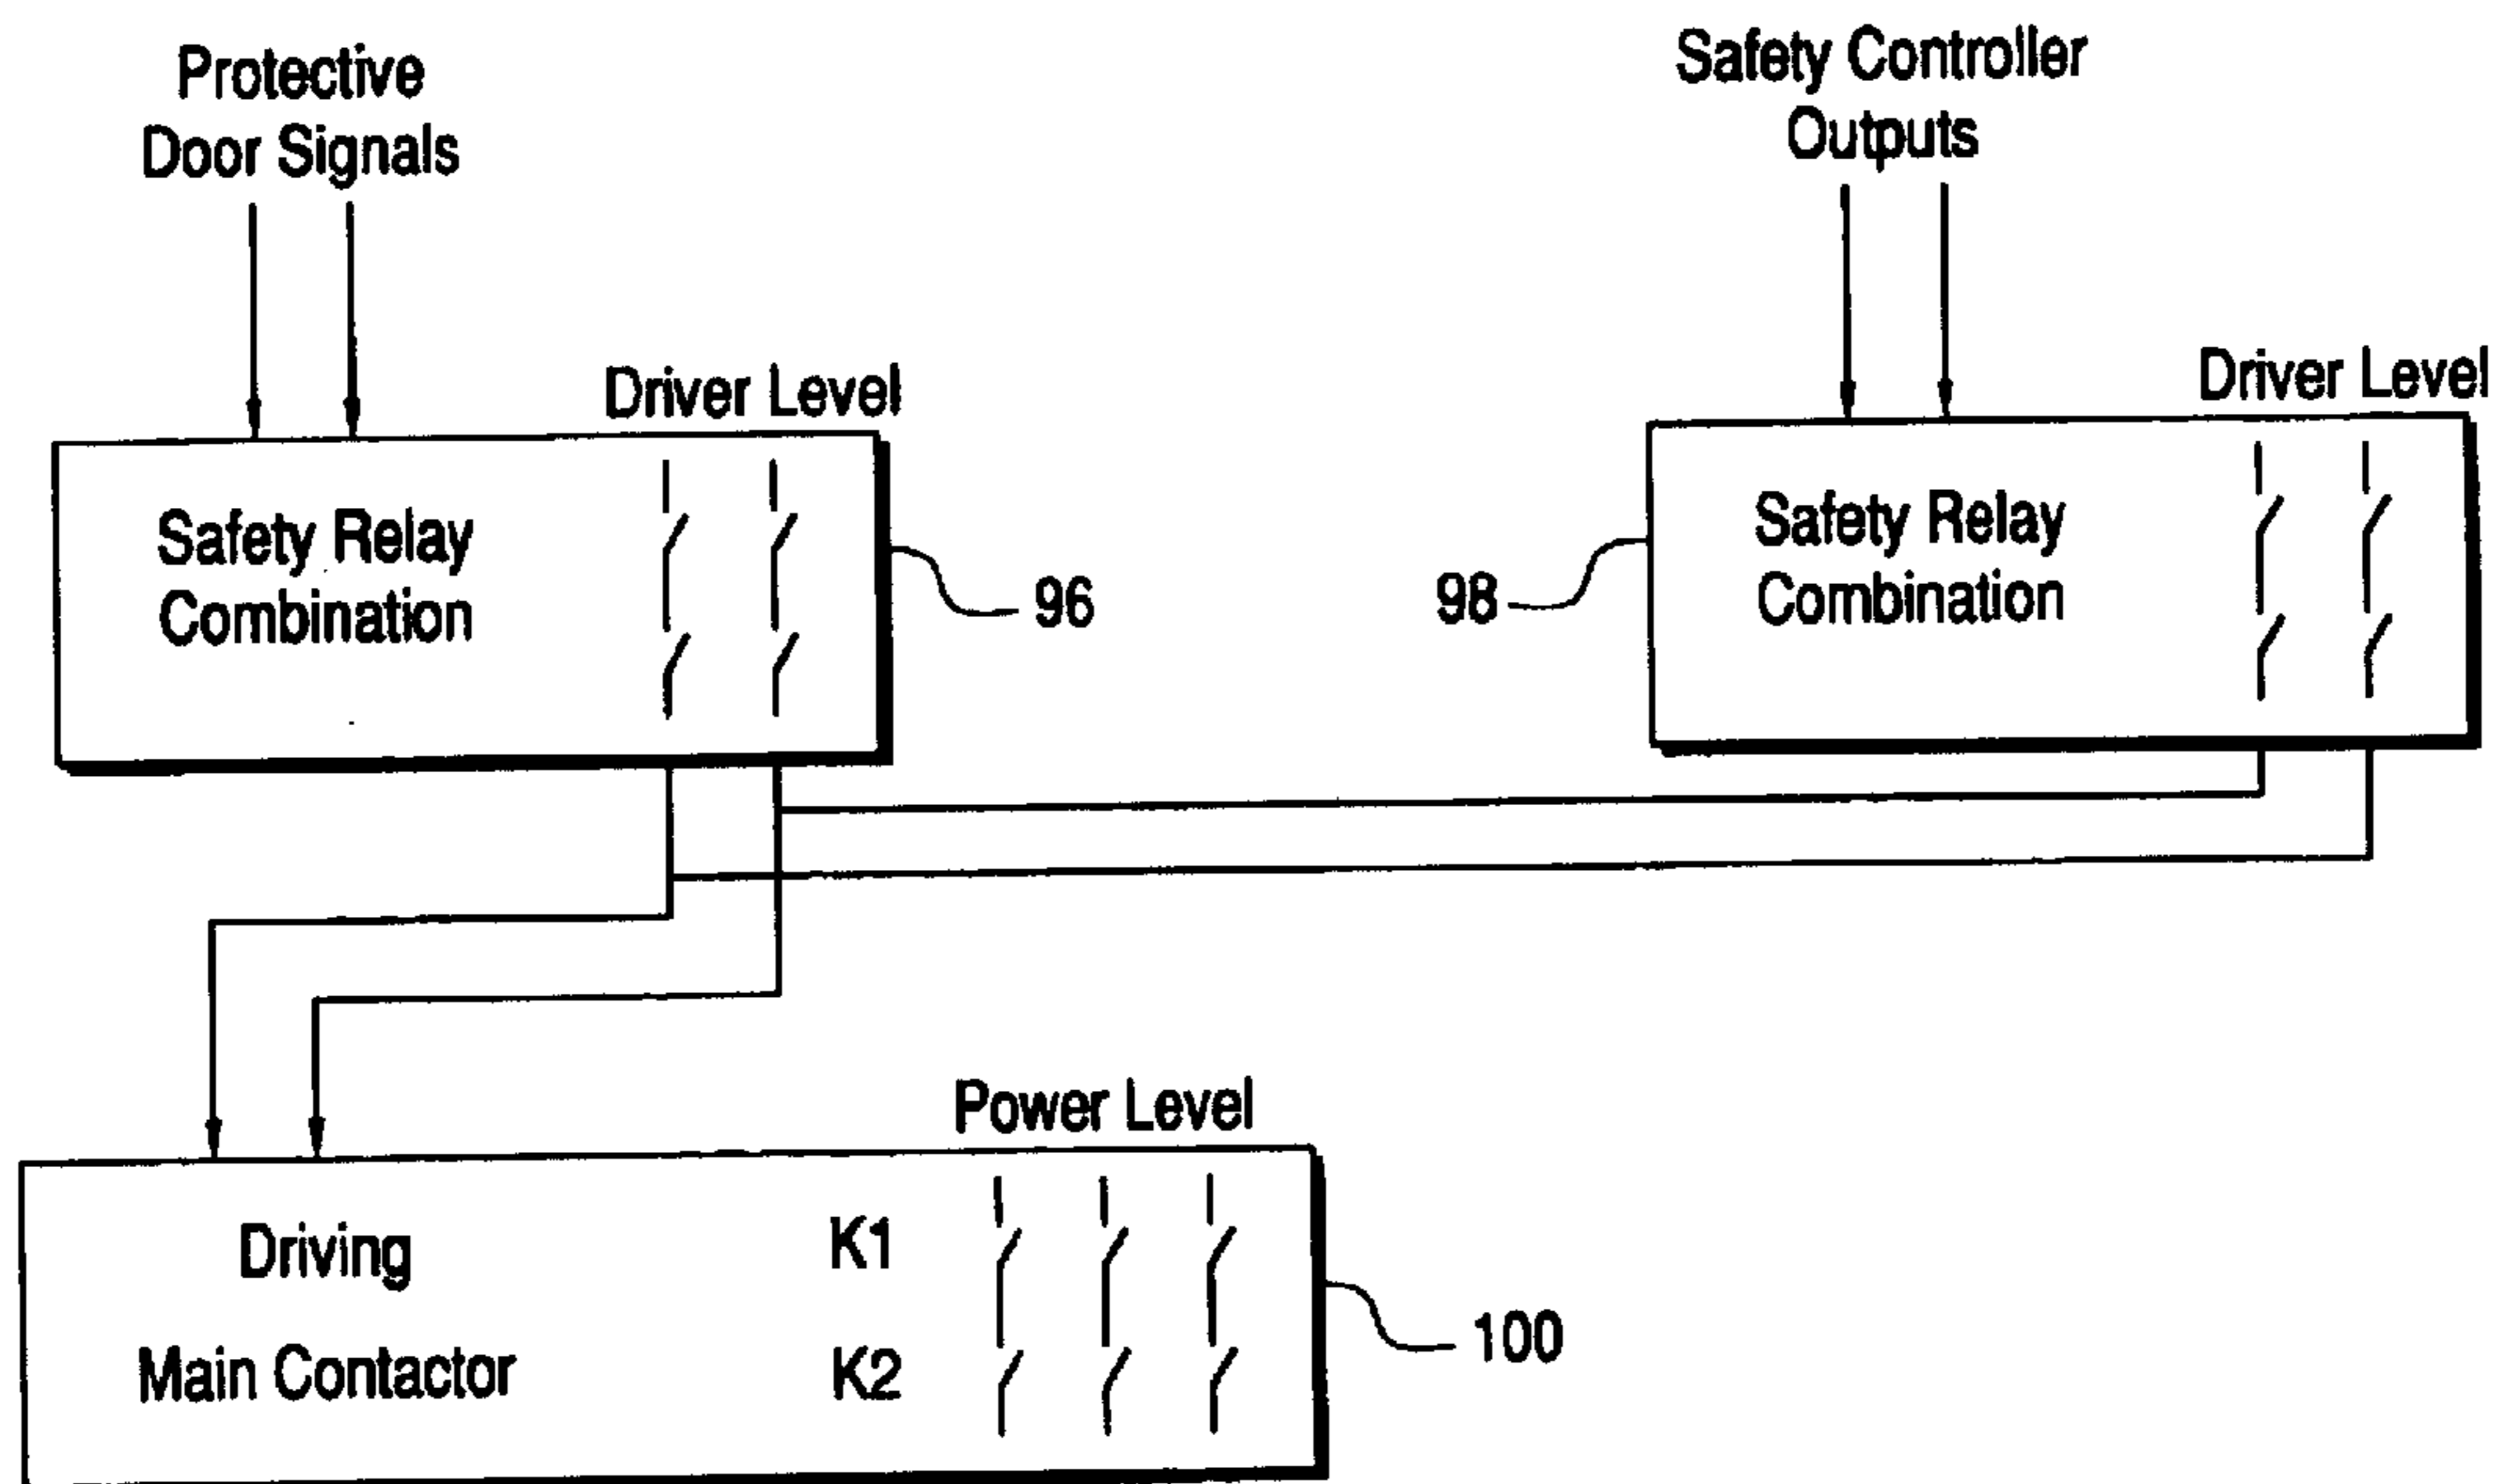 Protective
Door Signals
Safety Controller
Outputs
Driver Level
Driver Level
Safety Relay
Combination
96
98
Safety Relay
Combination
Power Level
Driving
Main Contactor
K1
K2
100